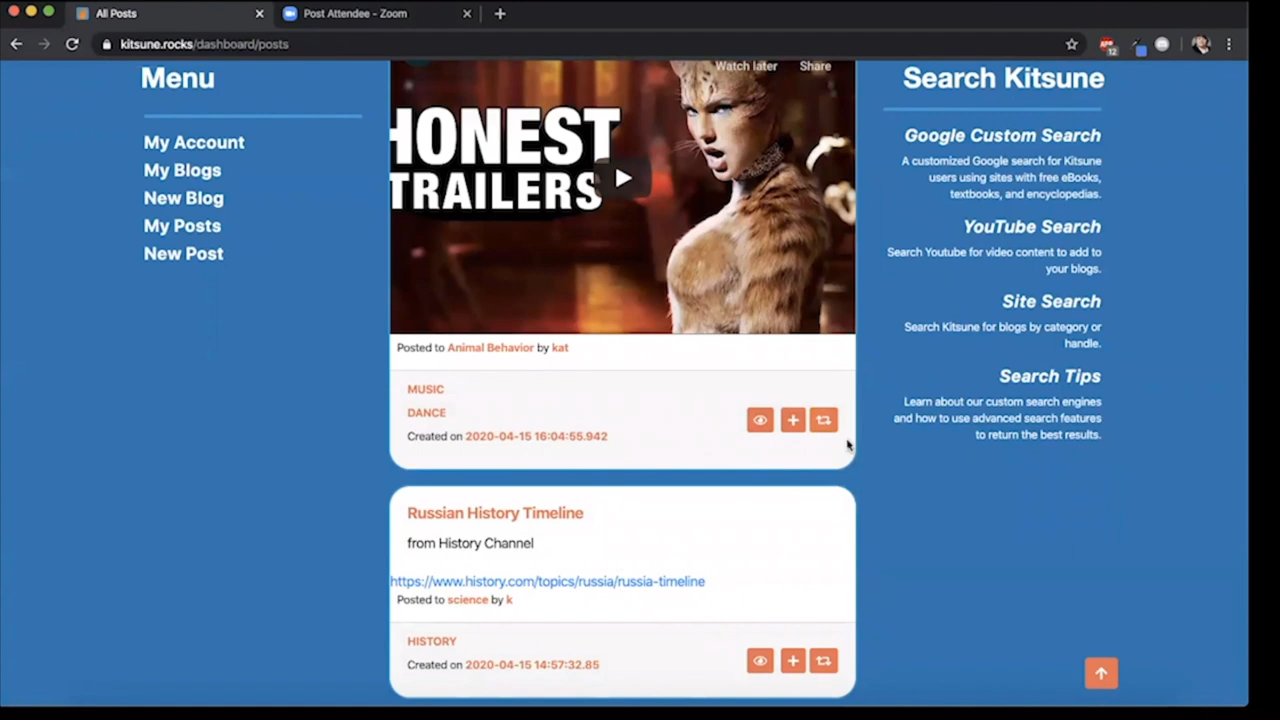 All Posts
Post Attendee - Zoom
kitsune.rocks/dashboard/posts
12
Menu
My Account
My Blogs
New Blog
My Posts
New Post
Watch later
Share
HONEST
TRAILERS
Posted to Animal Behavior by kat
MUSIC
DANCE
Created on 2020-04-15 16:04:55.942
Russian History Timeline
from History Channel
https://www.history.com/topics/russia/russia-timeline
Posted to science by k
HISTORY
Created on 2020-04-15 14:57:32.85
Search Kitsune
Google Custom Search
A customized Google search for Kitsune
users using sites with free eBooks,
textbooks, and encyclopedias.
YouTube Search
Search Youtube for video content to add to
your blogs.
Site Search
Search Kitsune for blogs by category or
handle.
Search Tips
Learn about our custom search engines
and how to use advanced search features
to return the best results.